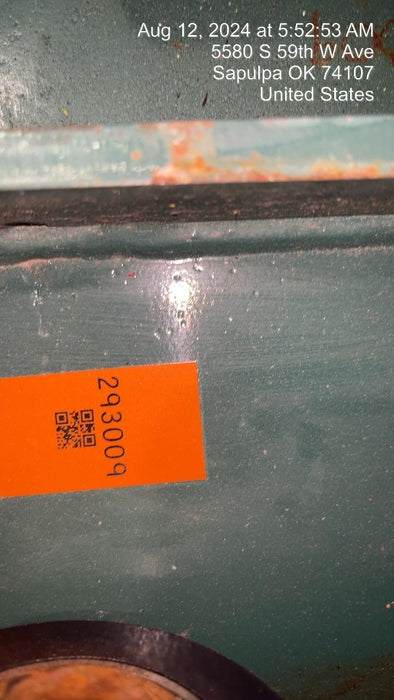 Aug 12, 2024 at 5:52:53 AM
5580 S 59th W Ave
Sapulpa OK 74107
United States
293009